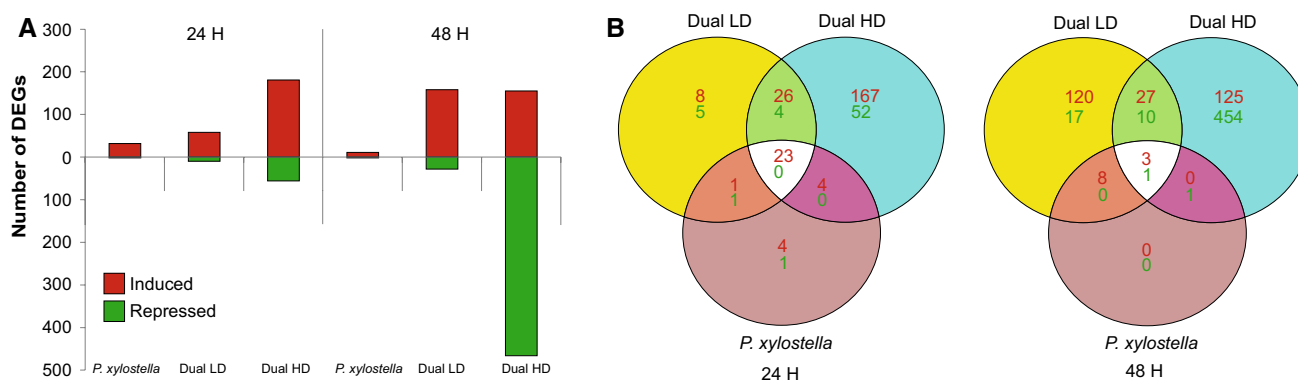 A
Number of DEGs
300
200
100
0
100
200
300
400
500
24 H
48 H
Induced
Repressed
P. xylostella
Dual LD
Dual HD
P. xylostella
Dual LD
Dual HD
B
Dual LD
Dual HD
8
5
26
4
167
52
23
0
1
1
4
0
4
1
P. xylostella
24 H
Dual LD
Dual HD
120
17
27
10
125
454
3
1
8
0
0
1
0
0
P. xylostella
48 H